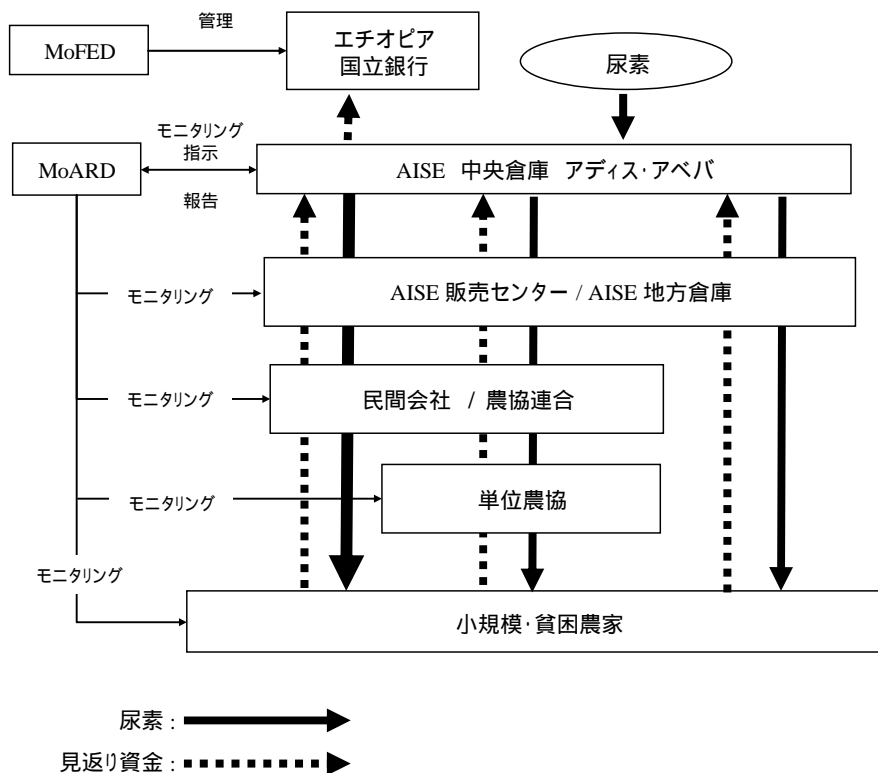 管理
MoFED
エチオピア
国立銀行
尿素
モニタリング
指示
MoARD
AISE 中央倉庫 アディス・アベバ
報告
モニタリング
AISE 販売センター / AISE 地方倉庫
モニタリング
民間会社 / 農協連合
モニタリング
単位農協
モニタリング
小規模・貧困農家
尿素 :
見返り資金 :